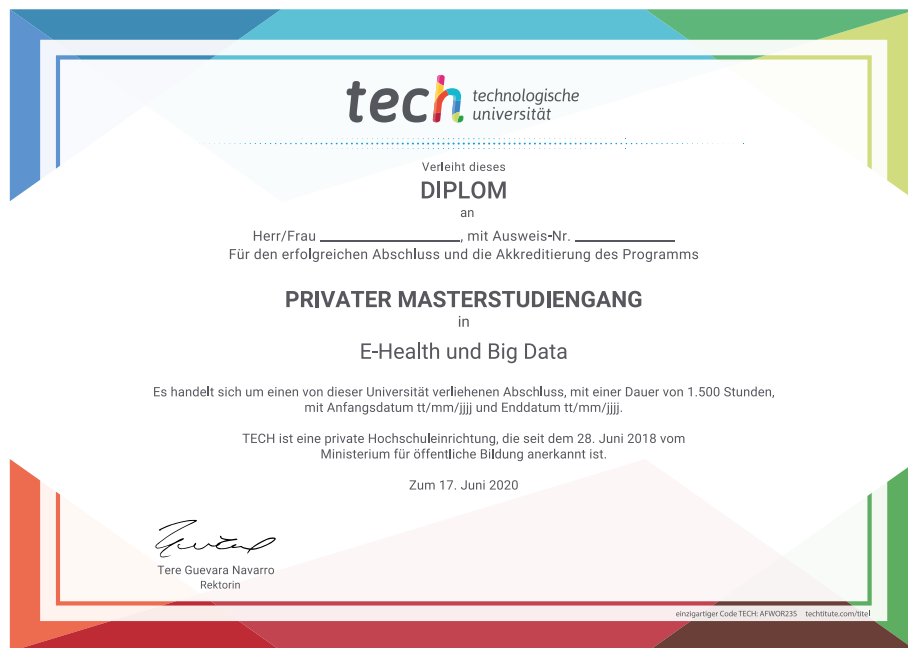 tech technologische
universität
Verleiht dieses
DIPLOM
an
Herr/Frau ____________________, mit Ausweis-Nr. __________________
Für den erfolgreichen Abschluss und die Akkreditierung des Programms
PRIVATER MASTERSTUDIENGANG
in
E-Health und Big Data
Es handelt sich um einen von dieser Universität verliehenen Abschluss, mit einer Dauer von 1.500 Stunden,
mit Anfangsdatum tt/mm/jjjj und Enddatum tt/mm/jjjj.
TECH ist eine private Hochschuleinrichtung, die seit dem 28. Juni 2018 vom
Ministerium für öffentliche Bildung anerkannt ist.
Zum 17. Juni 2020
Tere Guevara Navarro
Rektorin
einzigartiger Code TECH: AFWOR23S techtitute.com/titel